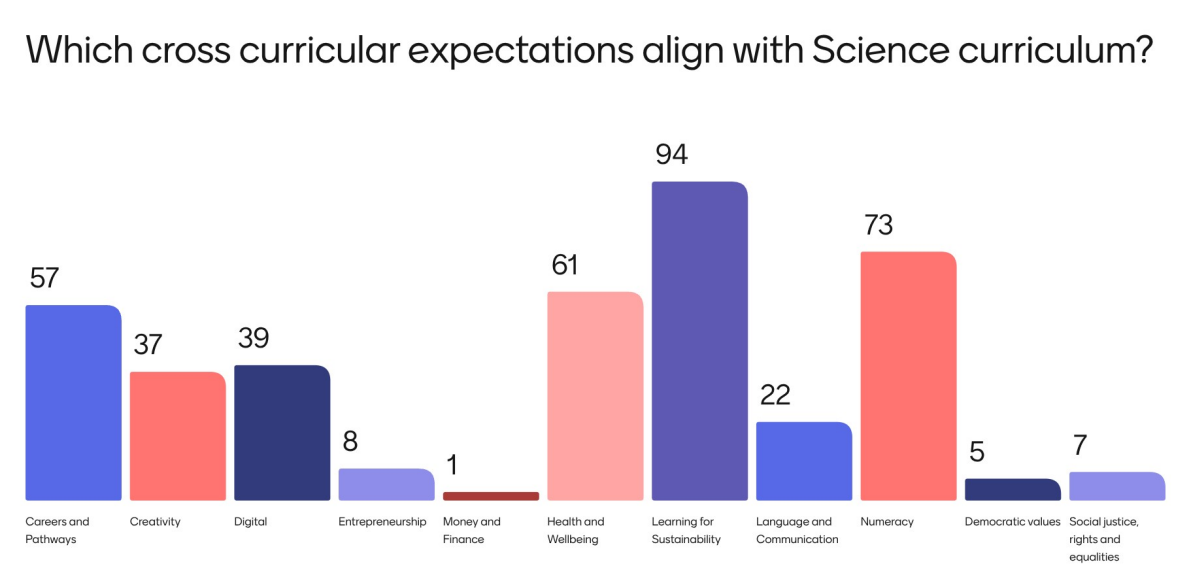 Which cross curricular expectations align with Science curriculum?
57
37
39
8
1
61
94
22
73
5
7
Careers and
Pathways
Creativity
Digital
Entrepreneurship
Money and
Finance
Health and
Wellbeing
Learning for
Sustainability
Language and
Communication
Numeracy
Democratic values
Social justice,
rights and
equalities